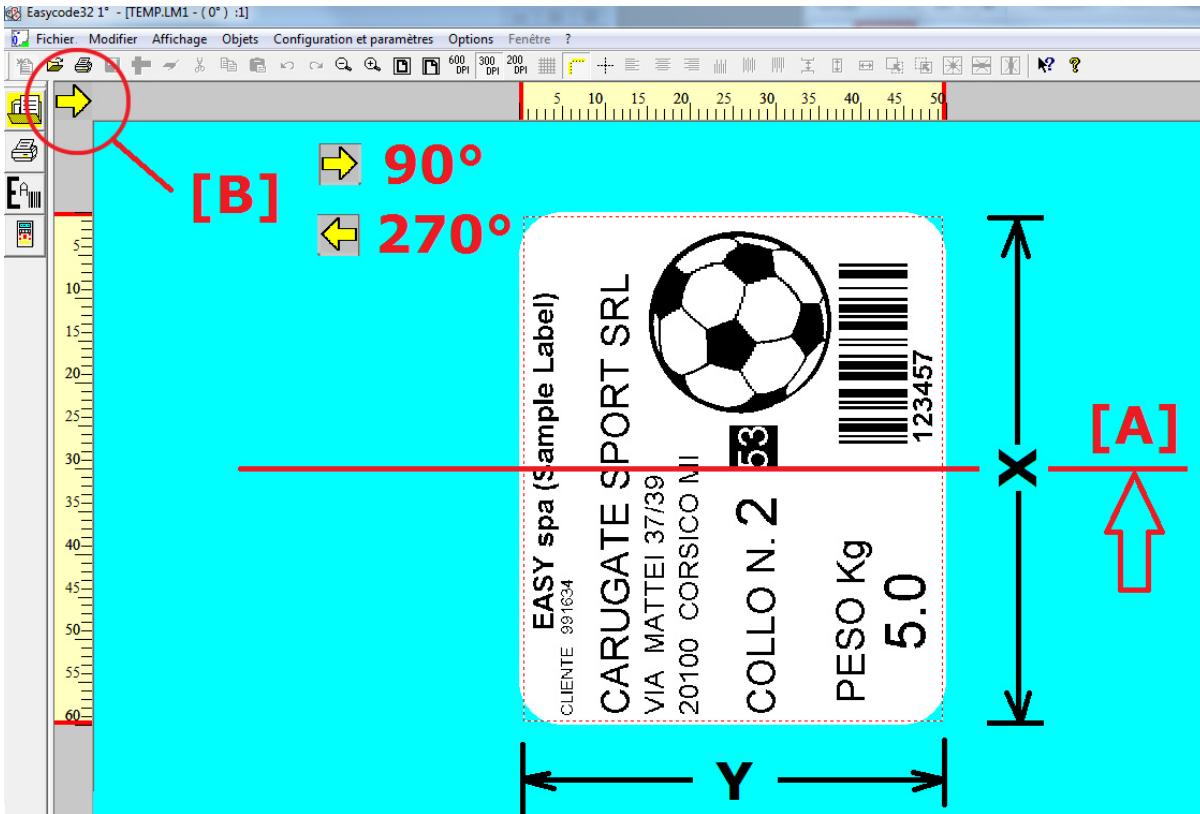 Easycode32 1° - [TEMP.LM1 - ( 0° ) :1]
Fichier Modifier Affichage Objets Configuration et paramètres Options Fenêtre ?
600 DPI 300 DPI 200 DPI
5 10 15 20 25 30 35 40 45 50
[B]
90°
270°
5
10
15
20
25
30
35
40
45
50
55
60
EASY spa (Sample Label)
CLIENTE 991634
CARUGATE SPORT SRL
VIA MATTEI 37/39
20100 CORSICO MI
COLLO N. 2 53
PESO Kg
5.0
123457
X
[A]
Y